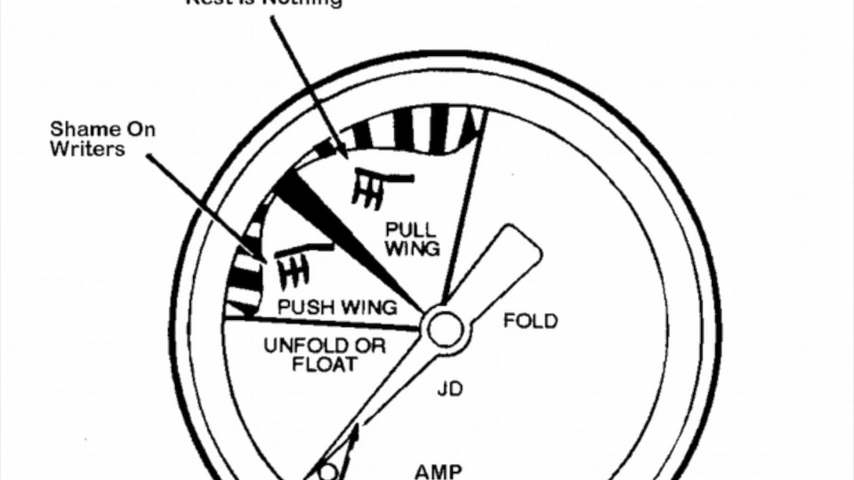 Rest Is Nothing
Shame On
Writers
PULL
WING
PUSH WING
UNFOLD OR
FLOAT
FOLD
JD
AMP